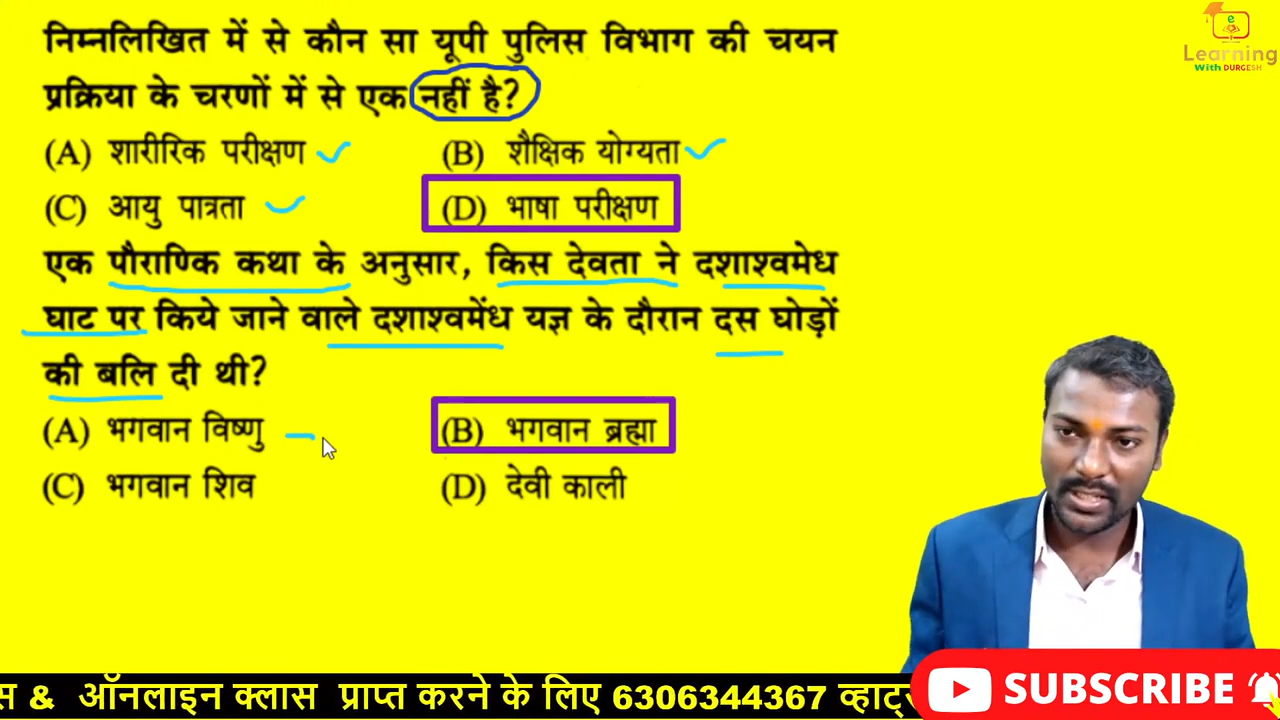 निम्नलिखित में से कौन सा यूपी पुलिस विभाग की चयन
प्रक्रिया के चरणों में से एक नहीं है?
(A) शारीरिक परीक्षण (B) शैक्षिक योग्यता
(C) आयु पात्रता (D) भाषा परीक्षण
एक पौराण्कि कथा के अनुसार, किस देवता ने दशाश्वमेध
घाट पर किये जाने वाले दशाश्वमेंध यज्ञ के दौरान दस घोड़ों
की बलि दी थी?
(A) भगवान विष्णु (B) भगवान ब्रह्मा
(C) भगवान शिव (D) देवी काली
e
Learning
With DURGESH
स & ऑनलाइन क्लास प्राप्त करने के लिए 6306344367
SUBSCRIBE